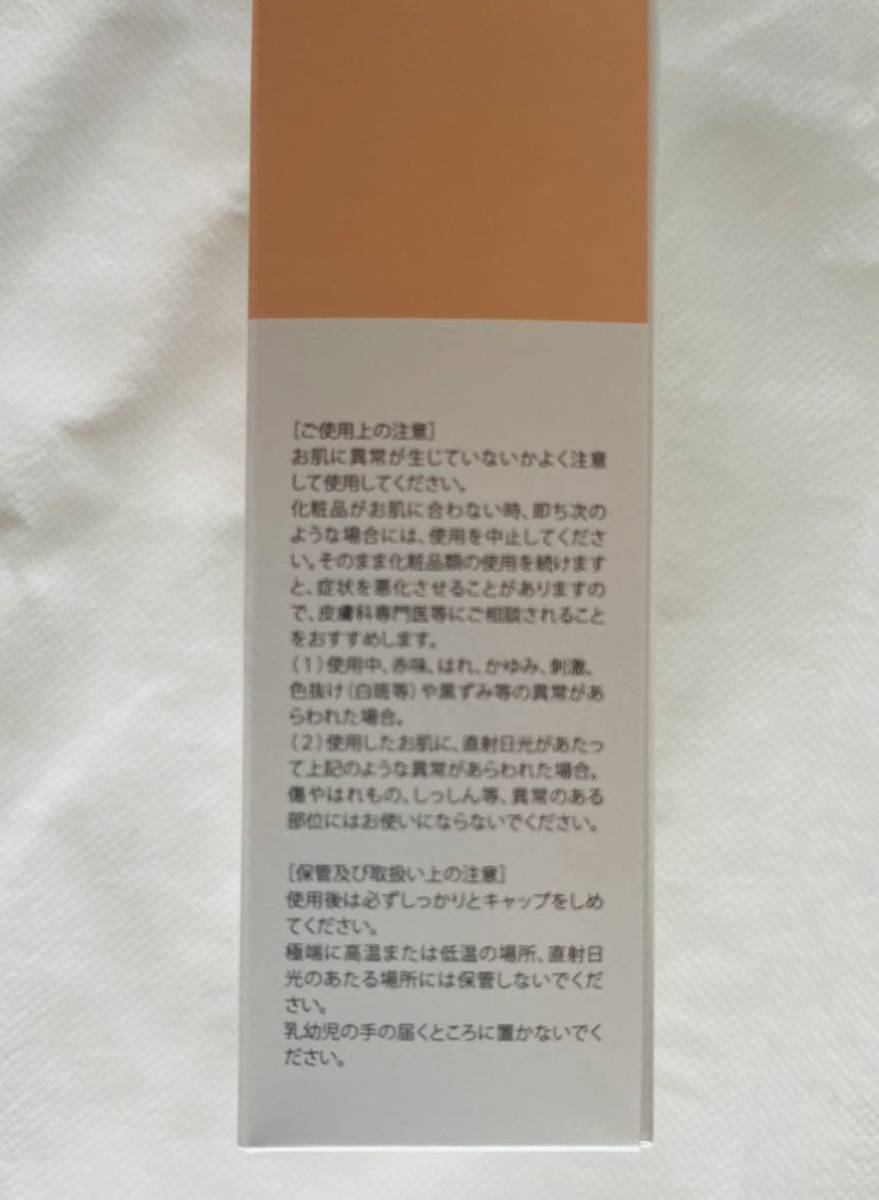 [ご使用上の注意]
お肌に異常が生じていないかよく注意
して使用してください。
化粧品がお肌に合わない時、即ち次の
ような場合には、使用を中止してくださ
い。そのまま化粧品類の使用を続けます
と、症状を悪化させることがありますの
で、皮膚科専門医等にご相談されること
をおすすめします。
(1)使用中、赤味、はれ、かゆみ、刺激、
色抜け(白斑等)や黒ずみ等の異常があ
らわれた場合。
(2)使用したお肌に、直射日光があたっ
て上記のような異常があらわれた場合。
傷やはれもの、しっしん等、異常のある
部位にはお使いにならないでください。
[保管及び取扱い上の注意]
使用後は必ずしっかりとキャップをしめ
てください。
極端に高温または低温の場所、直射日
光のあたる場所には保管しないでくだ
さい。
乳幼児の手の届くところに置かないでく
ださい。